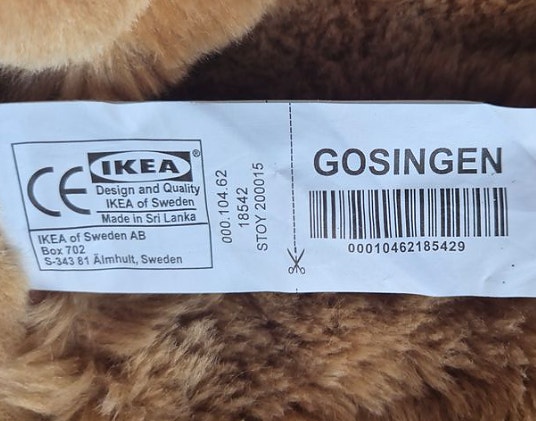 CE
IKEA®
Design and Quality
IKEA of Sweden
Made in Sri Lanka
IKEA of Sweden AB
Box 702
S-343 81 Älmhult, Sweden
000.104.62
18542
STOY 200015
GOSINGEN
00010462185429